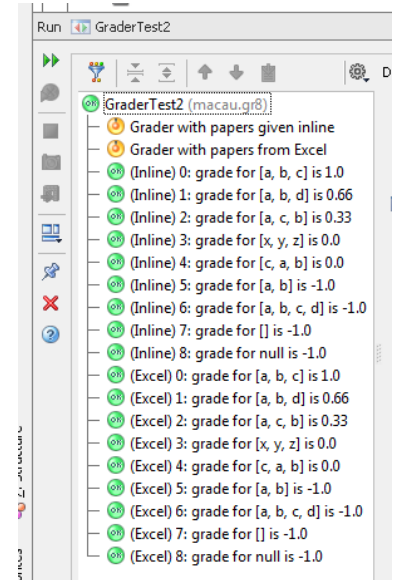 Run GraderTest2
D
GraderTest2 (macau.gr8)
Grader with papers given inline
Grader with papers from Excel
(Inline) 0: grade for [a, b, c] is 1.0
(Inline) 1: grade for [a, b, d] is 0.66
(Inline) 2: grade for [a, c, b] is 0.33
(Inline) 3: grade for [x, y, z] is 0.0
(Inline) 4: grade for [c, a, b] is 0.0
(Inline) 5: grade for [a, b] is -1.0
(Inline) 6: grade for [a, b, c, d] is -1.0
(Inline) 7: grade for [] is -1.0
(Inline) 8: grade for null is -1.0
(Excel) 0: grade for [a, b, c] is 1.0
(Excel) 1: grade for [a, b, d] is 0.66
(Excel) 2: grade for [a, c, b] is 0.33
(Excel) 3: grade for [x, y, z] is 0.0
(Excel) 4: grade for [c, a, b] is 0.0
(Excel) 5: grade for [a, b] is -1.0
(Excel) 6: grade for [a, b, c, d] is -1.0
(Excel) 7: grade for [] is -1.0
(Excel) 8: grade for null is -1.0